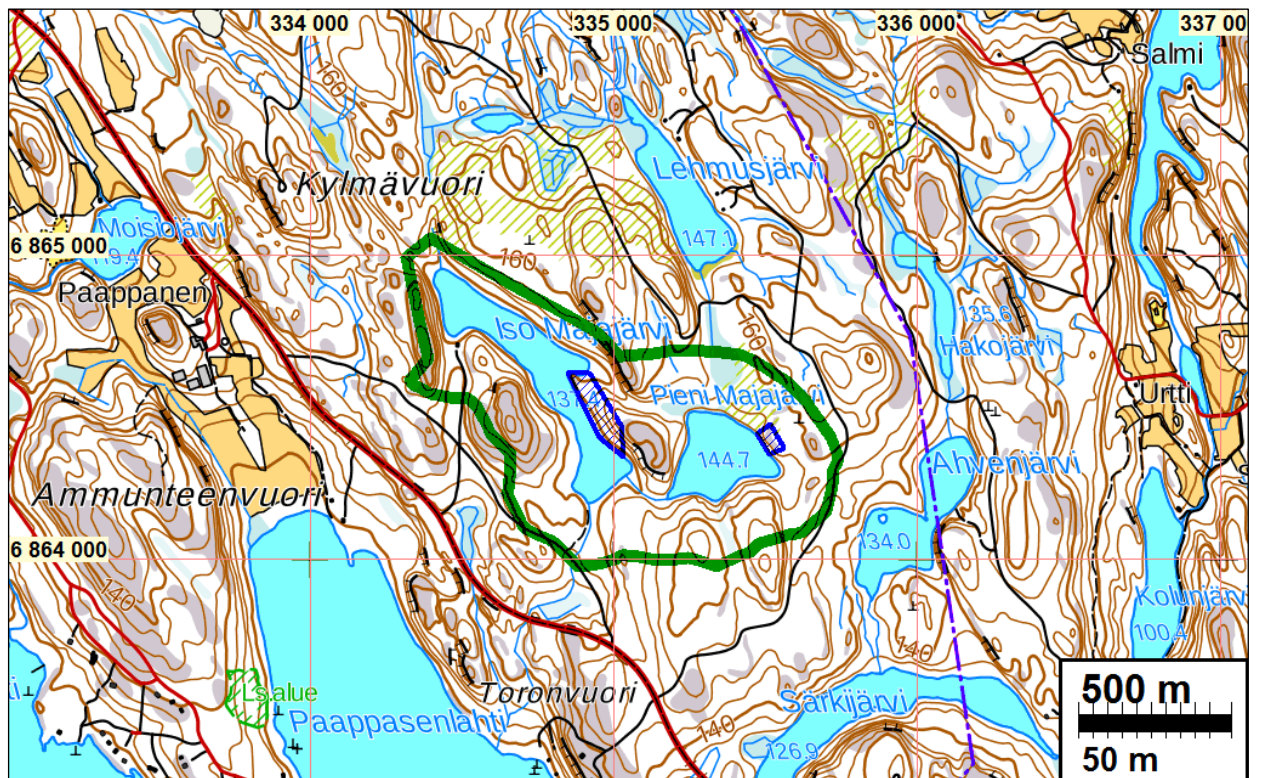 334 000
335 000
336 000
337 00
Salmi
160
Lehmusjärvi
Kylmävuori
Moisiojärvi
147.1
6 865 000
119.4
160
Paappanen
135.6
Iso Majajärvi
160
Hakojärvi
Pieni Majajärvi
Urtti
144.7
Ahvenjärvi
Ammunteenvuori
134.0
6 864 000
140
Kolunjärv
100.4
140
Ls.alue
Toronvuori
Särkijärvi
500 m
Paappasenlahti
140
126.9
50 m